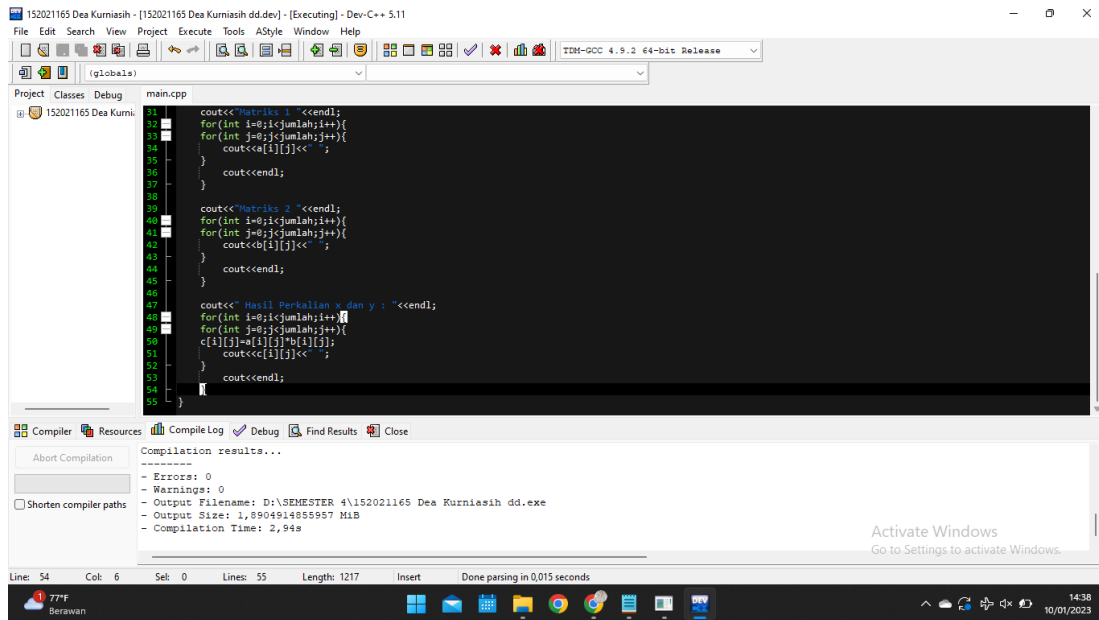 152021165 Dea Kurniasih - [152021165 Dea Kurniasih dd.dev] - [Executing] - Dev-C++ 5.11
File Edit Search View Project Execute Tools AStyle Window Help
TDM-GCC 4.9.2 64-bit Release
(globals)
Project Classes Debug main.cpp
152021165 Dea Kurni
31 cout<<"Matriks 1 "<<endl;
32 for(int i=0;i<jumlah;i++){
33 for(int j=0;j<jumlah;j++){
34 cout<<a[i][j]<<" ";
35 }
36 cout<<endl;
37 }
38
39 cout<<"Matriks 2 "<<endl;
40 for(int i=0;i<jumlah;i++){
41 for(int j=0;j<jumlah;j++){
42 cout<<b[i][j]<<" ";
43 }
44 cout<<endl;
45 }
46
47 cout<<" Hasil Perkalian x dan y : "<<endl;
48 for(int i=0;i<jumlah;i++){
49 for(int j=0;j<jumlah;j++){
50 c[i][j]=a[i][j]*b[i][j];
51 cout<<c[i][j]<<" ";
52 }
53 cout<<endl;
54 }
55 }
Compiler Resources Compile Log Debug Find Results Close
Abort Compilation
Shorten compiler paths
Compilation results...
--------
- Errors: 0
- Warnings: 0
- Output Filename: D:\SEMESTER 4\152021165 Dea Kurniasih dd.exe
- Output Size: 1,8904914855957 MiB
- Compilation Time: 2,94s
Activate Windows
Go to Settings to activate Windows.
Line: 54 Col: 6 Sel: 0 Lines: 55 Length: 1217 Insert Done parsing in 0,015 seconds
1
77°F
Berawan
DEV
14:38
10/01/2023